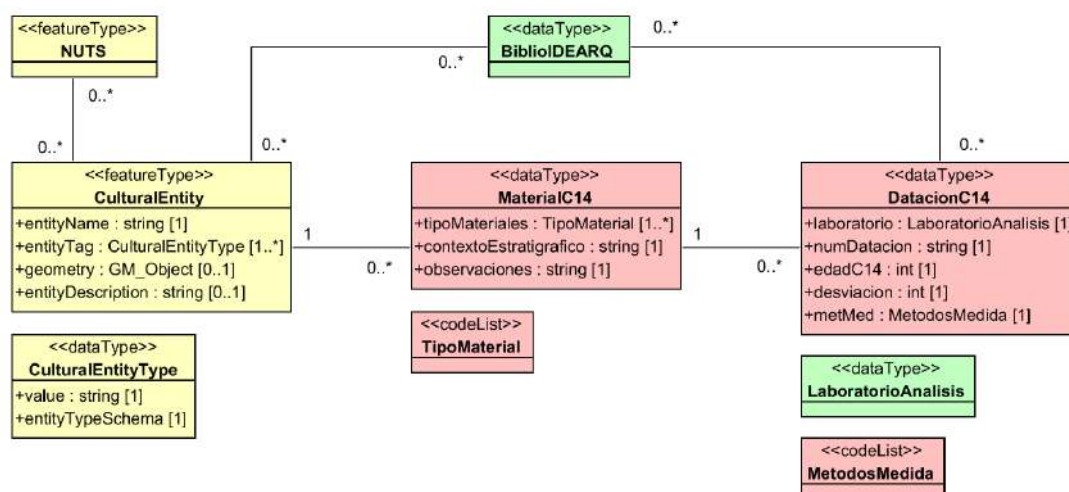 <<featureType>>
NUTS
<<dataType>>
BiblioIDEARQ
0..*
0..*
0..*
0..*
0..*
0..*
0..*
<<featureType>>
CulturalEntity
+entityName : string [1]
+entityTag : CulturalEntityType [1..*]
+geometry : GM_Object [0..1]
+entityDescription : string [0..1]
1
0..*
<<dataType>>
MaterialC14
+tipoMateriales : TipoMaterial [1..*]
+contextoEstratigrafico : string [1]
+observaciones : string [1]
1
0..*
<<dataType>>
DatacionC14
+laboratorio : LaboratorioAnalisis [1]
+numDatacion : string [1]
+edadC14 : int [1]
+desviacion : int [1]
+metMed : MetodosMedida [1]
<<codeList>>
TipoMaterial
<<dataType>>
CulturalEntityType
+value : string [1]
+entityTypeSchema [1]
<<dataType>>
LaboratorioAnalisis
<<codeList>>
MetodosMedida